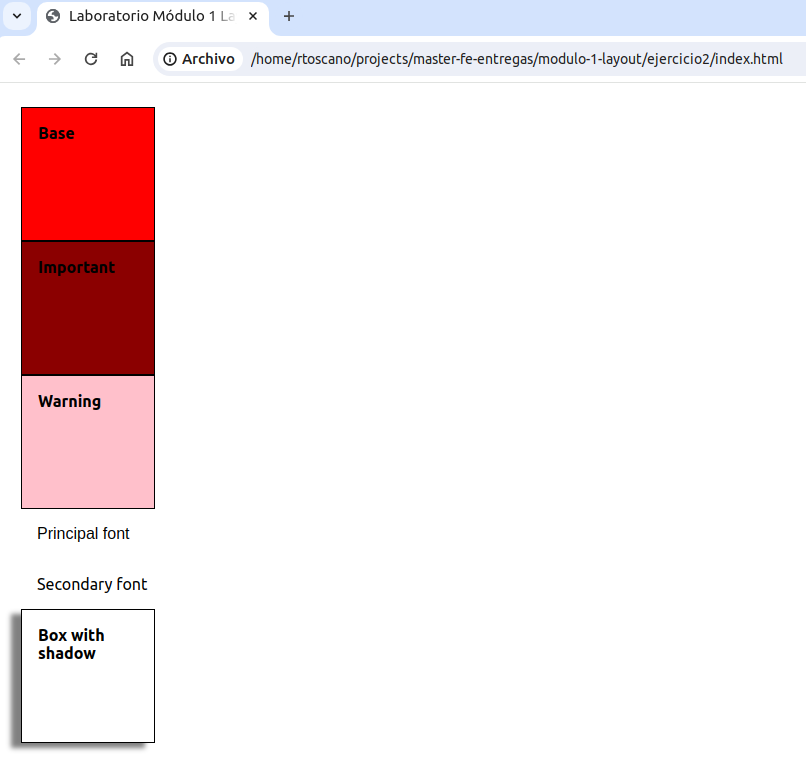 Laboratorio Módulo 1 La
Archivo /home/rtoscano/projects/master-fe-entregas/modulo-1-layout/ejercicio2/index.html
Base
Important
Warning
Principal font
Secondary font
Box with
shadow